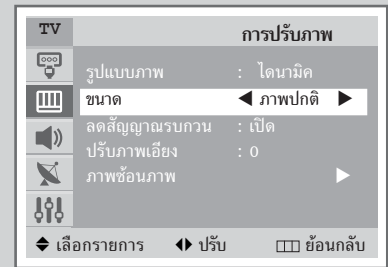 TV การปรับภาพ
รูปแบบภาพ : ไดนามิค
ขนาด ◀ ภาพปกติ ▶
ลดสัญญาณรบกวน : เปิด
ปรับภาพเอียง : 0
ภาพซ้อนภาพ ▶
เลือกรายการ ปรับ ย้อนกลับ